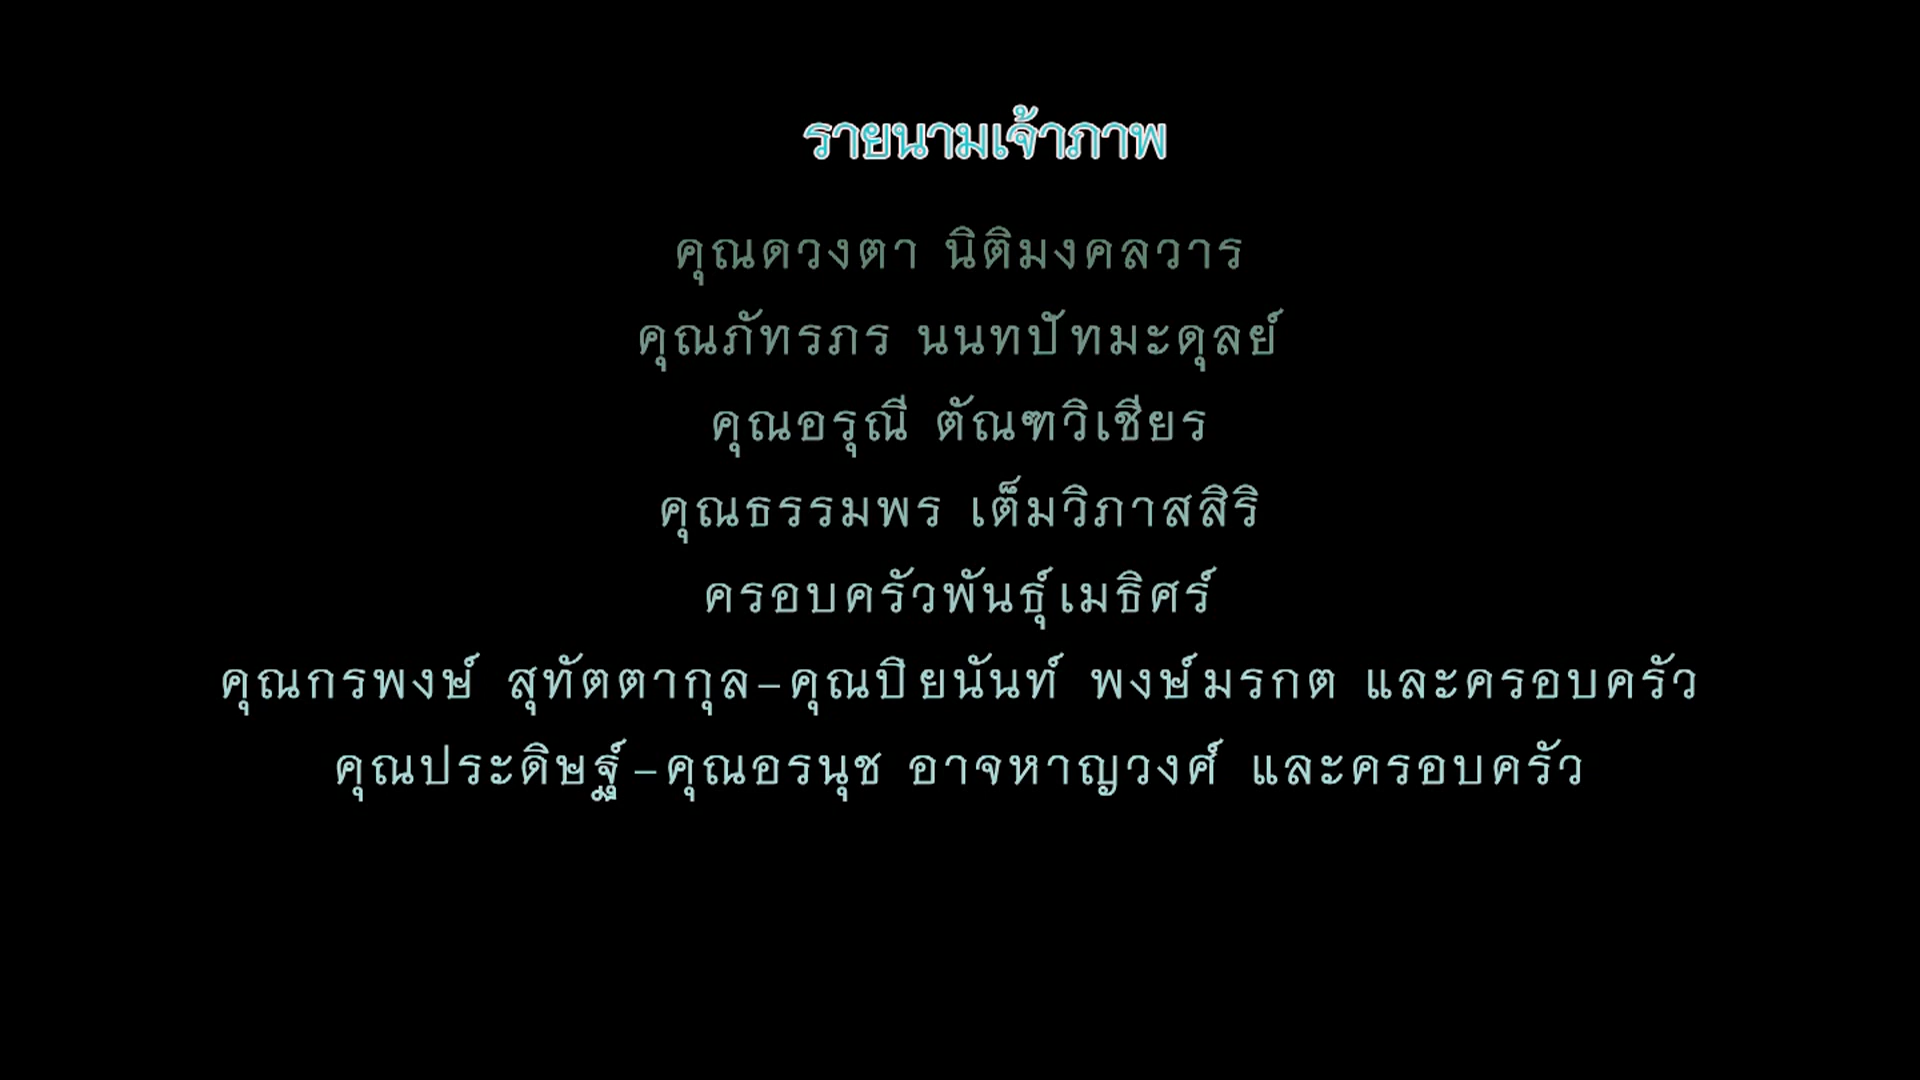 รายนามเจ้าภาพ
คุณดวงตา นิติมงคลวาร
คุณภัทรภร นนทปัทมะดุลย์
คุณอรุณี ตัณฑวิเชียร
คุณธรรมพร เต็มวิภาสสิริ
ครอบครัวพันธุ์เมธิศร์
คุณกรพงษ์ สุทัตตากุล-คุณปิยนันท์ พงษ์มรกต และครอบครัว
คุณประดิษฐ์-คุณอรนุช อาจหาญวงศ์ และครอบครัว